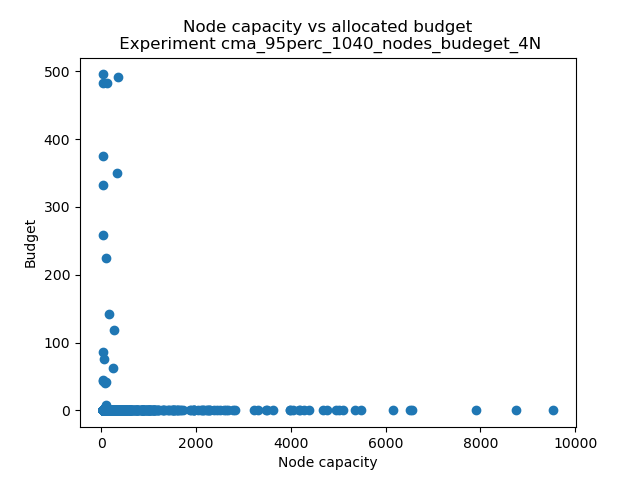 Node capacity vs allocated budget
Experiment cma_95perc_1040_nodes_budeget_4N
500
400
300
200
100
0
Budget
0 2000 4000 6000 8000 10000
Node capacity